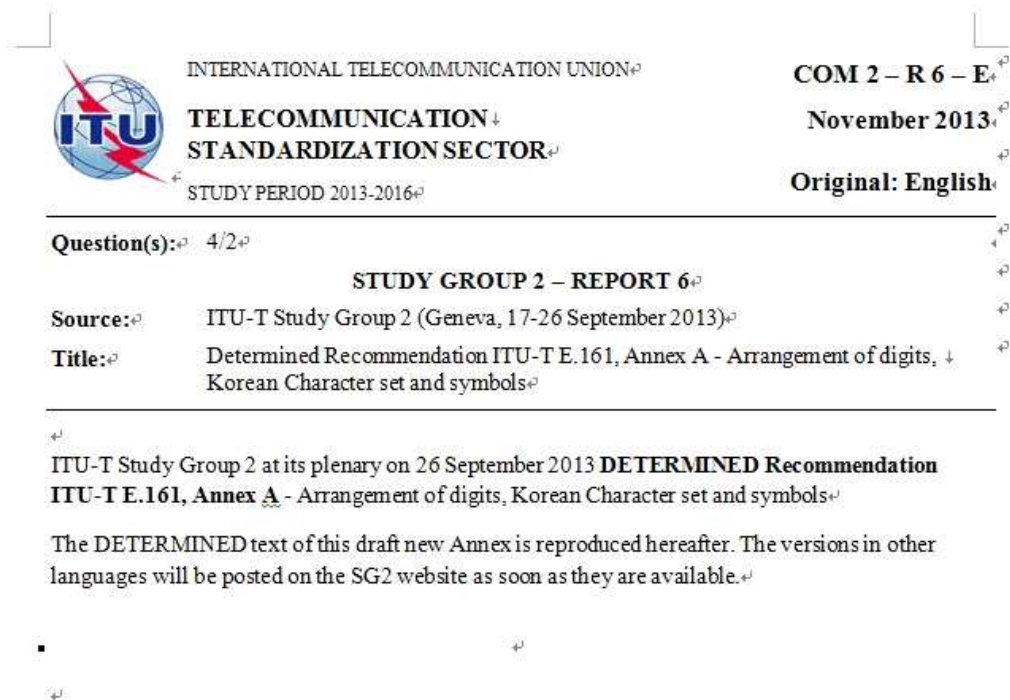 INTERNATIONAL TELECOMMUNICATION UNION
COM 2 – R 6 – E
ITU
TELECOMMUNICATION
STANDARDIZATION SECTOR
November 2013
STUDY PERIOD 2013-2016
Original: English
Question(s): 4/2
STUDY GROUP 2 – REPORT 6
Source: ITU-T Study Group 2 (Geneva, 17-26 September 2013)
Title: Determined Recommendation ITU-T E.161, Annex A - Arrangement of digits,
Korean Character set and symbols
ITU-T Study Group 2 at its plenary on 26 September 2013 DETERMINED Recommendation
ITU-T E.161, Annex A - Arrangement of digits, Korean Character set and symbols
The DETERMINED text of this draft new Annex is reproduced hereafter. The versions in other
languages will be posted on the SG2 website as soon as they are available.